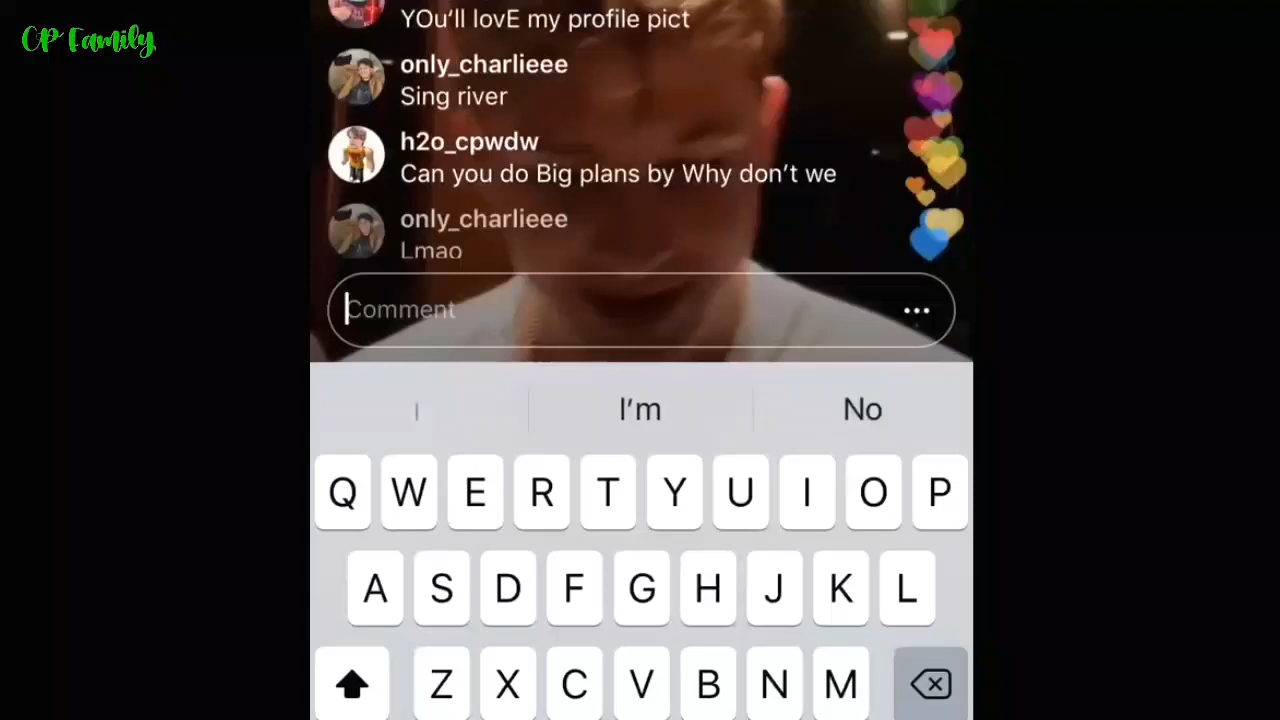 CP Family
YOu'll lovE my profile pict
only_charlieee
Sing river
h2o_cpwdw
Can you do Big plans by Why don't we
only_charlieee
Lmao
Comment
I I'm No
Q W E R T Y U I O P
A S D F G H J K L
Z X C V B N M